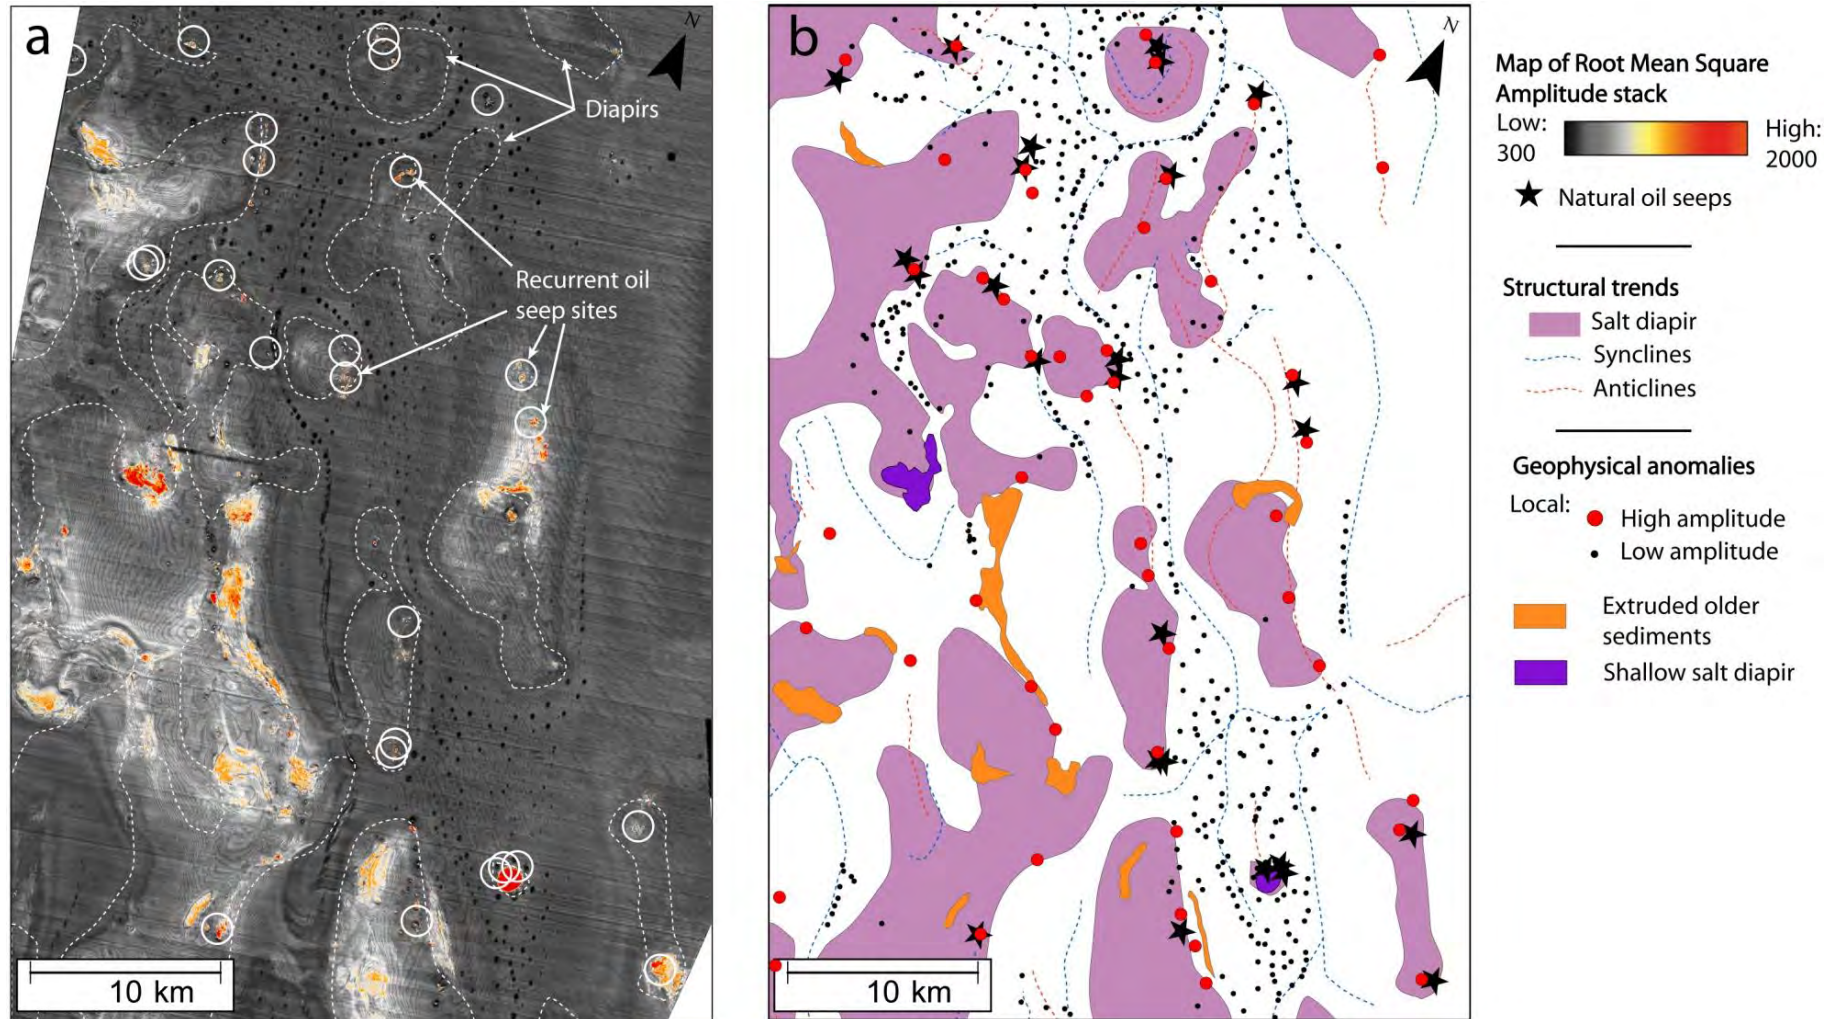 a
N
Diapirs
Recurrent oil
seep sites
10 km
b
N
10 km
Map of Root Mean Square
Amplitude stack
Low:
300
High:
2000
Natural oil seeps
Structural trends
Salt diapir
Synclines
Anticlines
Geophysical anomalies
Local:
High amplitude
Low amplitude
Extruded older
sediments
Shallow salt diapir